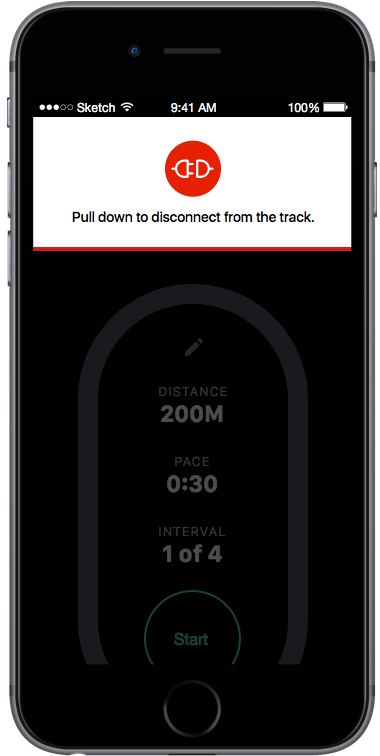 Sketch 9:41 AM 100%
Pull down to disconnect from the track.
DISTANCE
200M
PACE
0:30
INTERVAL
1 of 4
Start